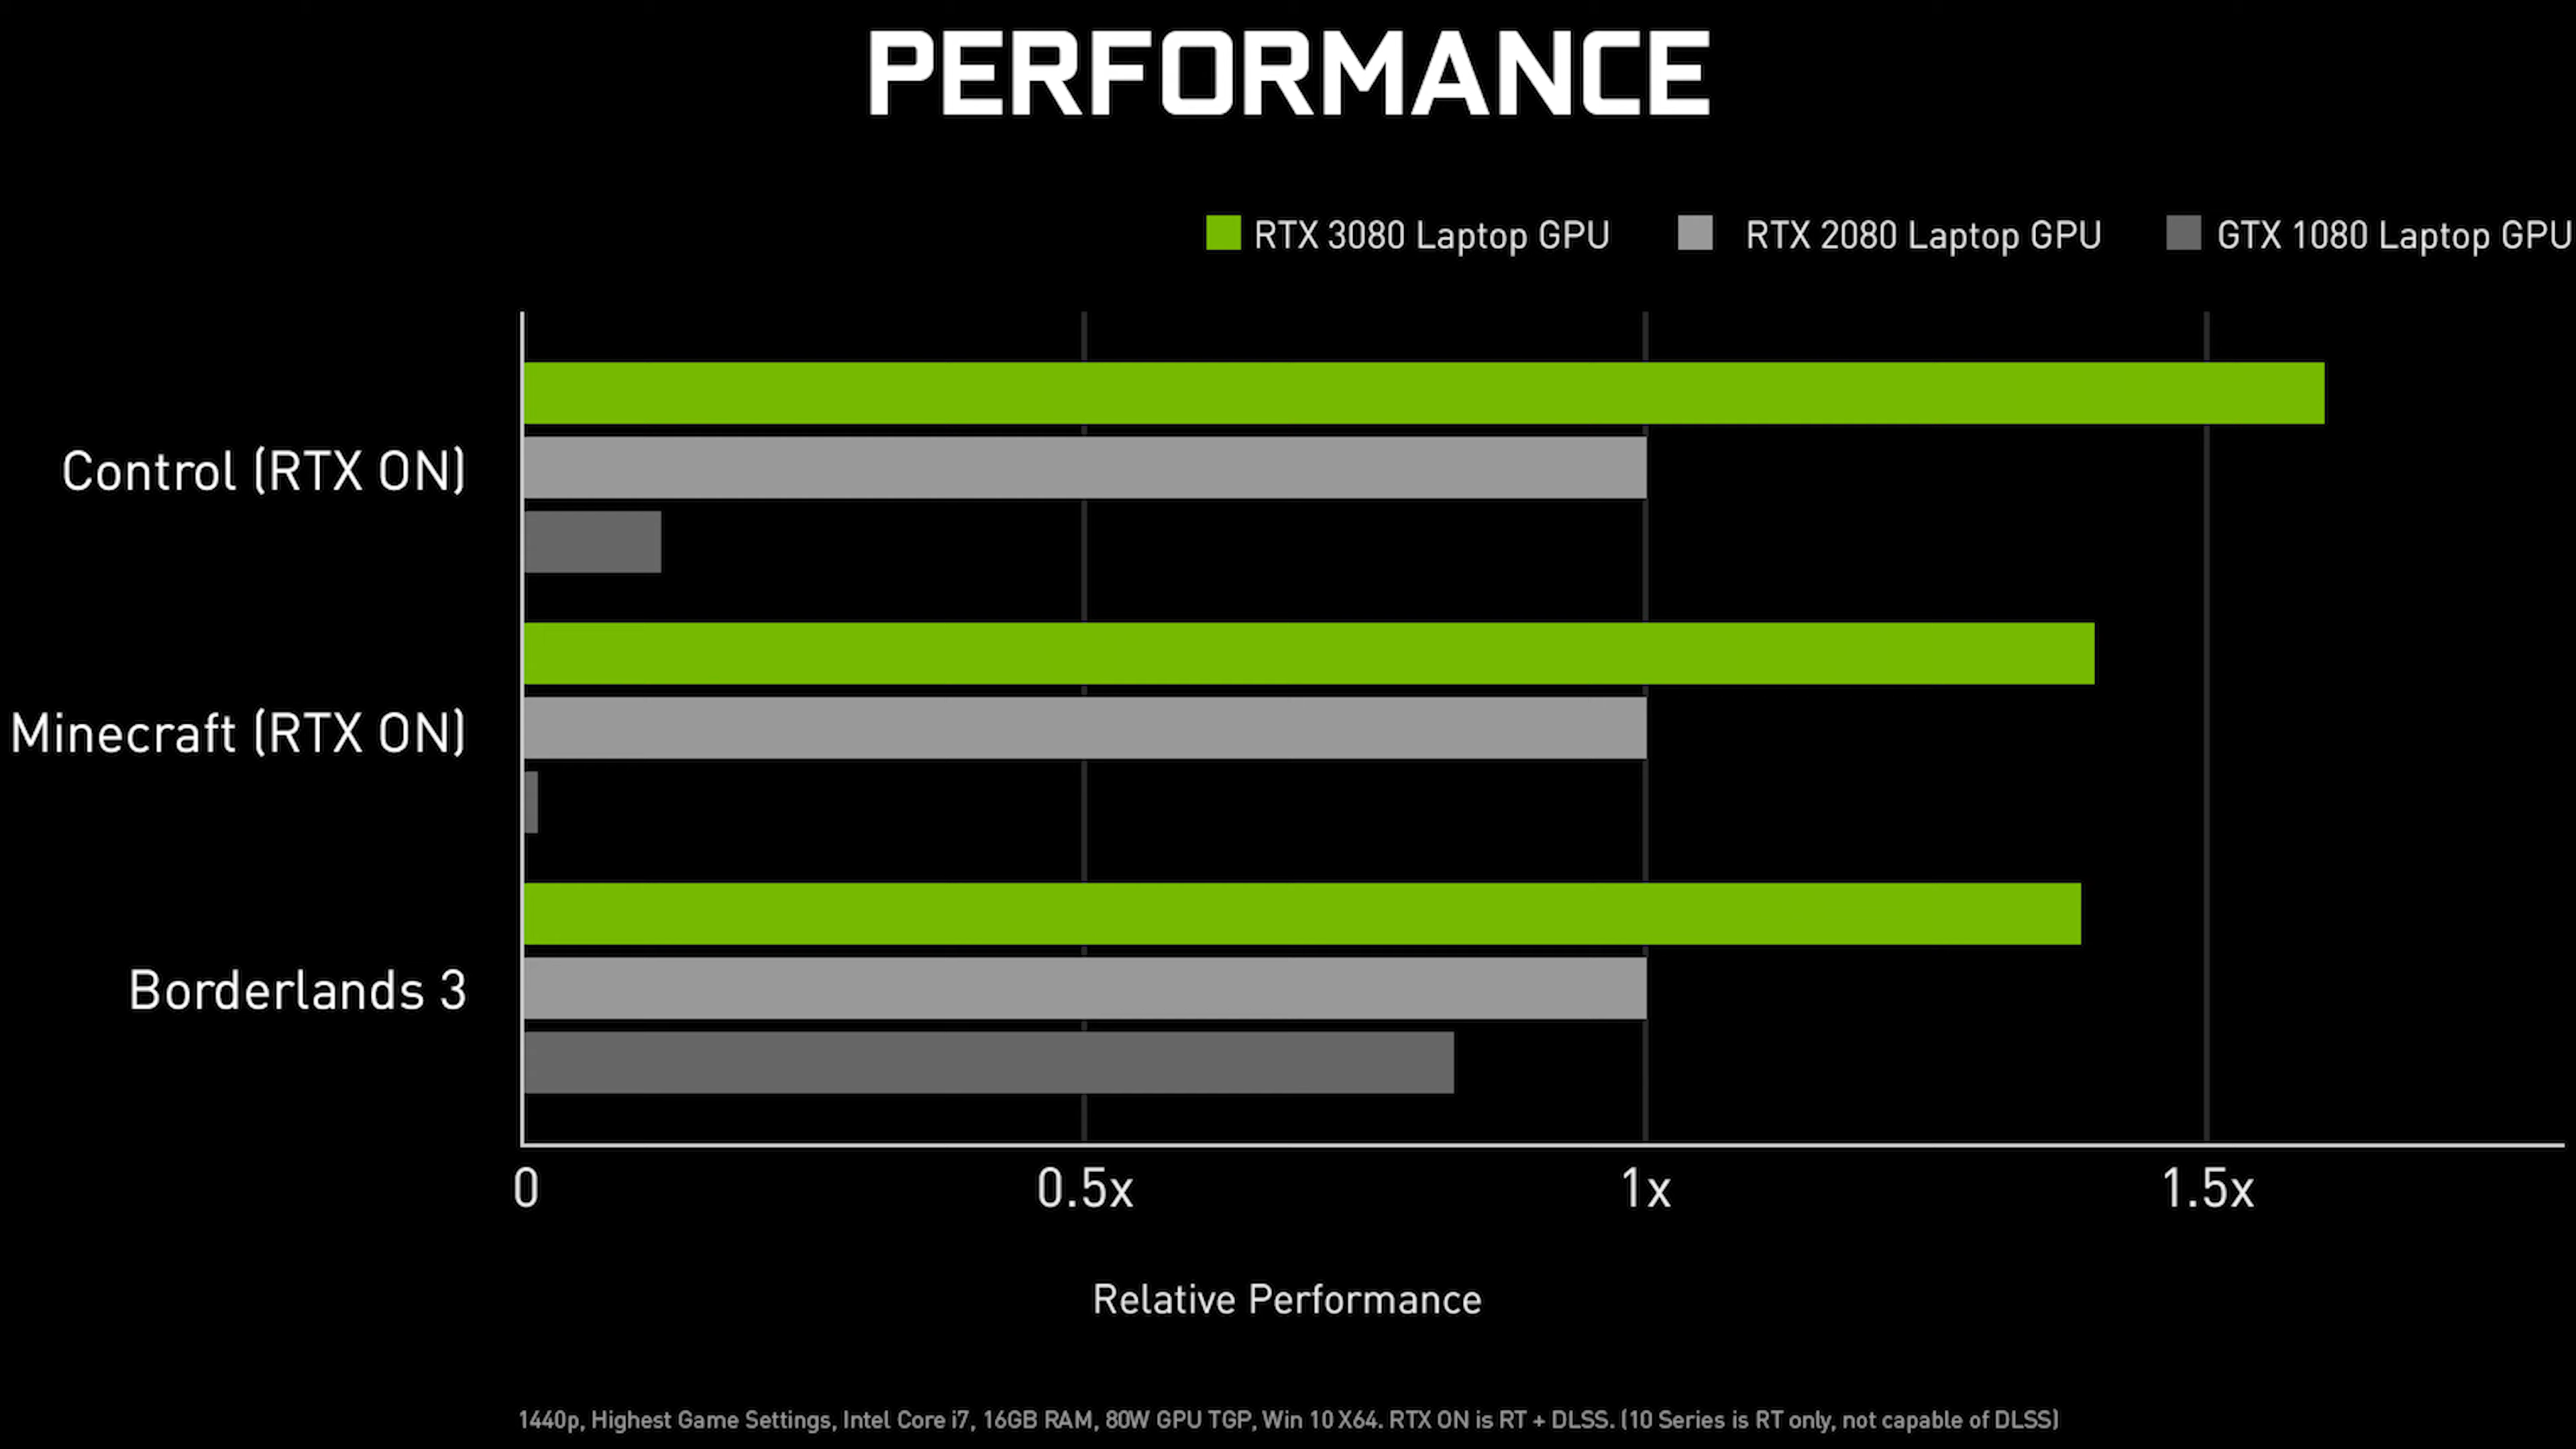 PERFORMANCE
RTX 3080 Laptop GPU RTX 2080 Laptop GPU GTX 1080 Laptop GPU
Control (RTX ON)
Minecraft (RTX ON)
Borderlands 3
0 0.5x 1x 1.5x
Relative Performance
1440p, Highest Game Settings, Intel Core i7, 16GB RAM, 80W GPU TGP, Win 10 X64. RTX ON is RT + DLSS. (10 Series is RT only, not capable of DLSS)